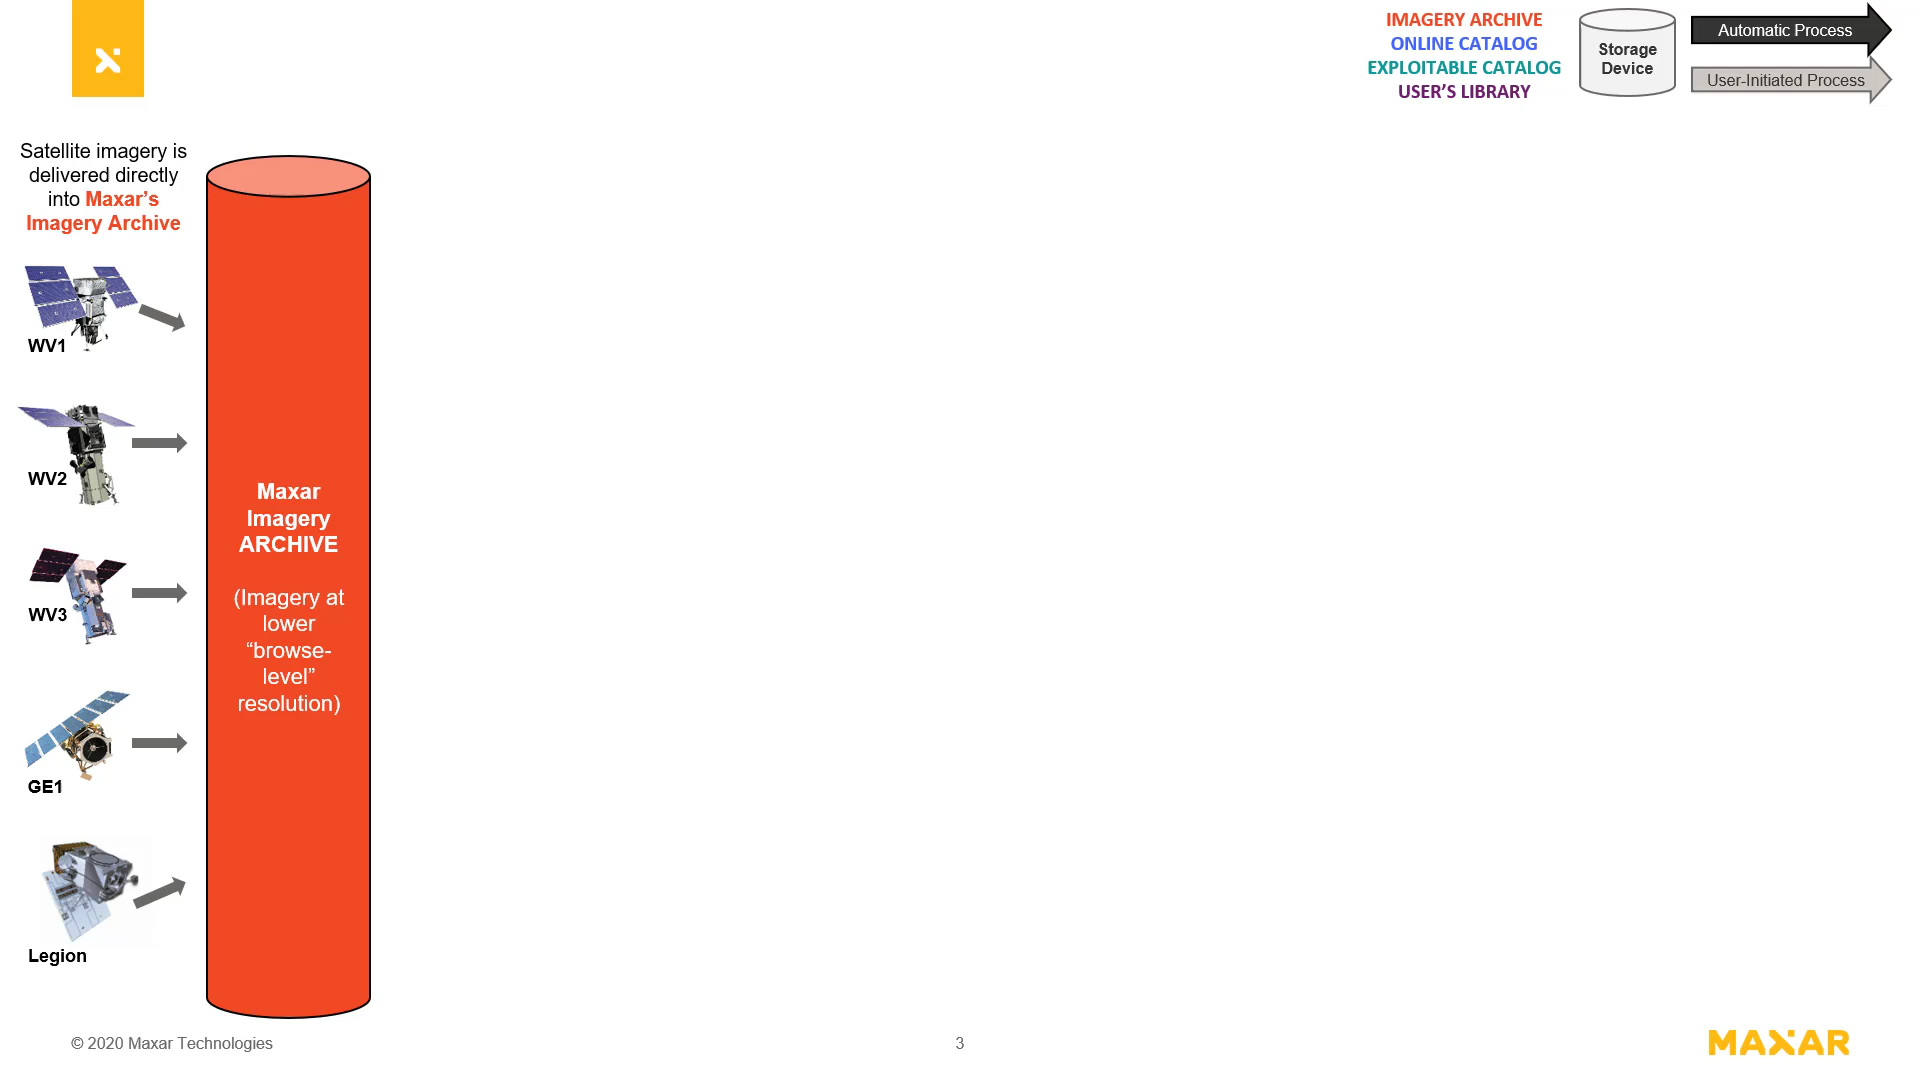 IMAGERY ARCHIVE
ONLINE CATALOG
EXPLOITABLE CATALOG
USER’S LIBRARY
Storage
Device
Automatic Process
User-Initiated Process
Satellite imagery is
delivered directly
into Maxar’s
Imagery Archive
WV1
WV2
WV3
GE1
Legion
Maxar
Imagery
ARCHIVE
(Imagery at
lower
“browse-
level”
resolution)
© 2020 Maxar Technologies
3
MAXAR